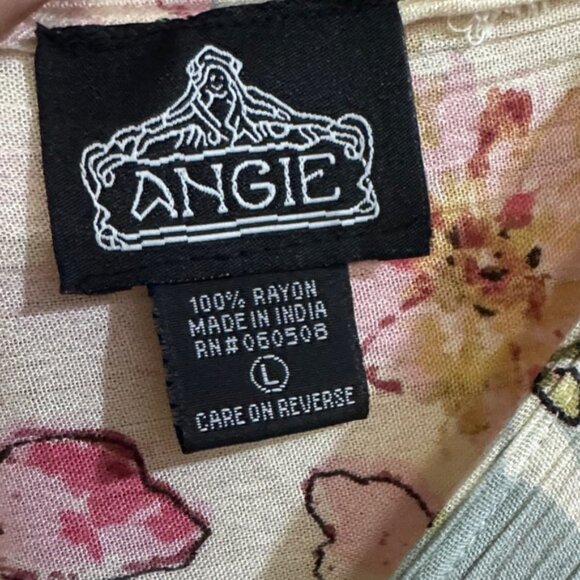 ANGIE
100% RAYON
MADE IN INDIA
RN# 060508
L
CARE ON REVERSE